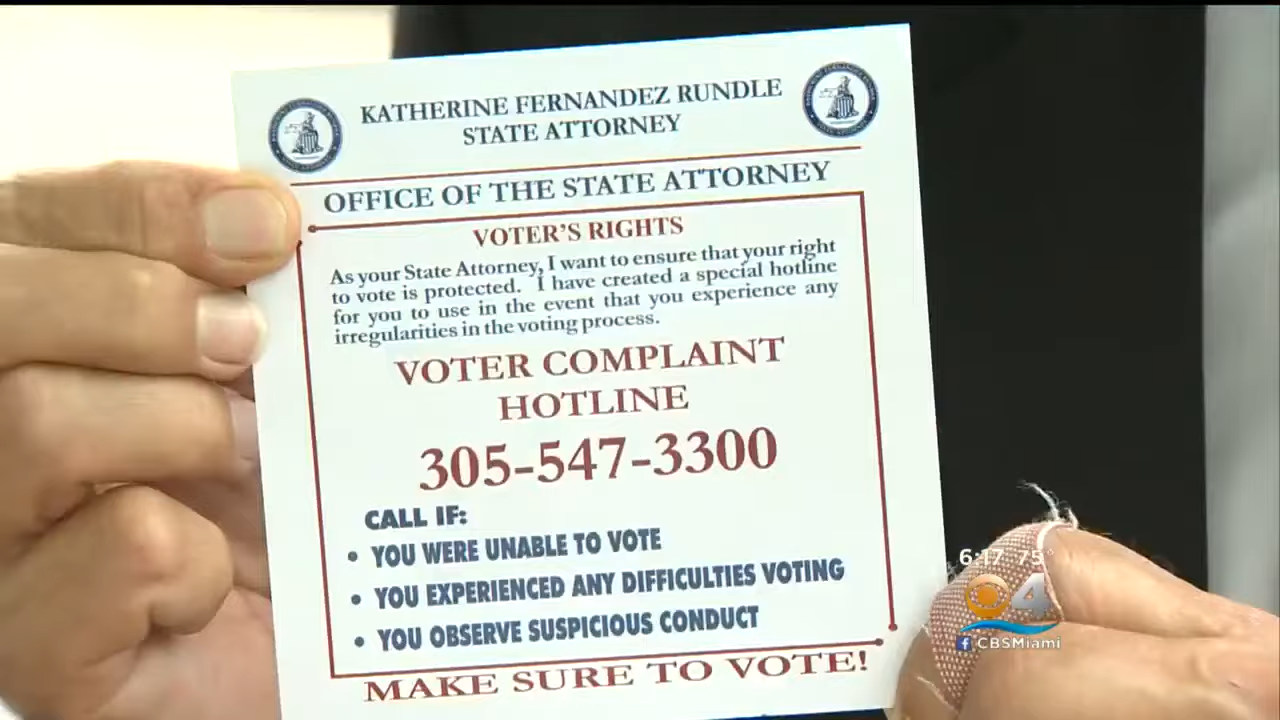 KATHERINE FERNANDEZ RUNDLE
STATE ATTORNEY
OFFICE OF THE STATE ATTORNEY
VOTER'S RIGHTS
As your State Attorney, I want to ensure that your right
to vote is protected. I have created a special hotline
for you to use in the event that you experience any
irregularities in the voting process.
VOTER COMPLAINT
HOTLINE
305-547-3300
CALL IF:
• YOU WERE UNABLE TO VOTE
• YOU EXPERIENCED ANY DIFFICULTIES VOTING
• YOU OBSERVE SUSPICIOUS CONDUCT
MAKE SURE TO VOTE!
6:17 75°
4
f CBSMiami